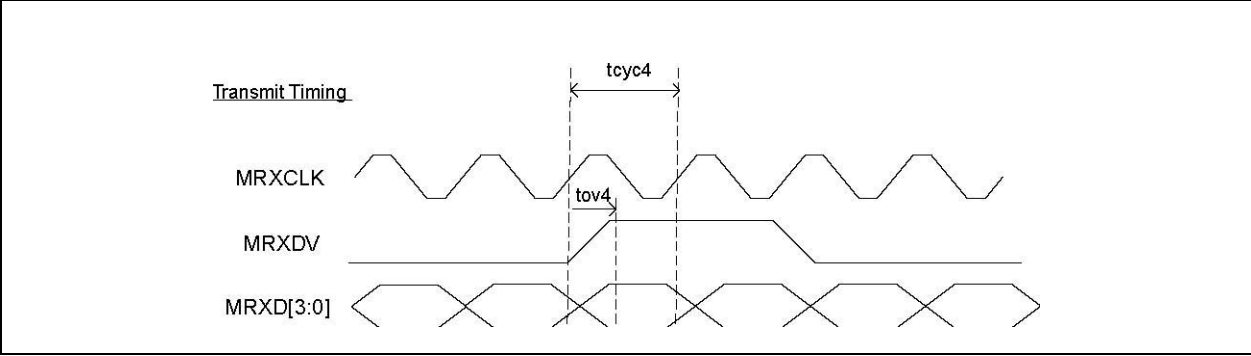 tcyc4
Transmit Timing
MRXCLK
tov4
MRXDV
MRXD[3:0]